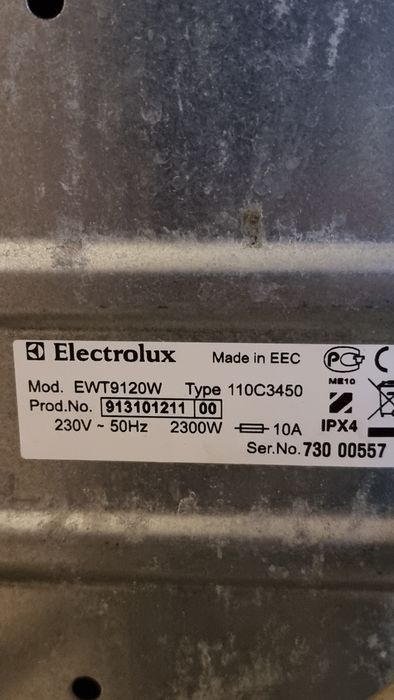 Electrolux Made in EEC
Mod. EWT9120W Type 110C3450
ME10
Prod.No. 913101211 00
230V ~ 50Hz 2300W 10A IPX4
Ser.No. 730 00557